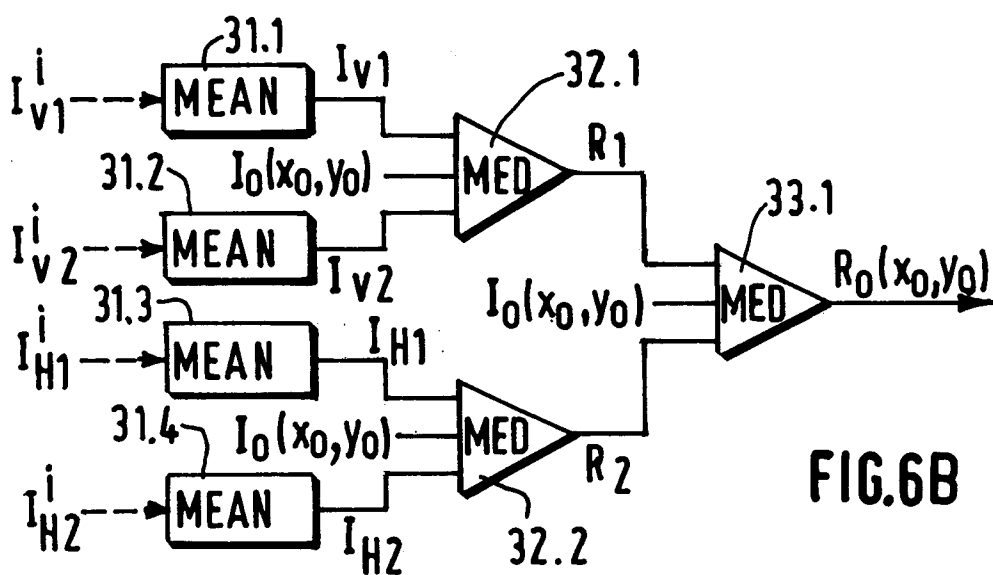 31.1
I^i_v1
MEAN
I_v1
32.1
31.2
I_0(x_0,y_0)
MED
R_1
I^i_v2
MEAN
I_v2
33.1
31.3
I_0(x_0,y_0)
MED
R_0(x_0,y_0)
I^i_H1
MEAN
I_H1
31.4
I_0(x_0,y_0)
MED
R_2
I^i_H2
MEAN
I_H2
32.2
FIG.6B